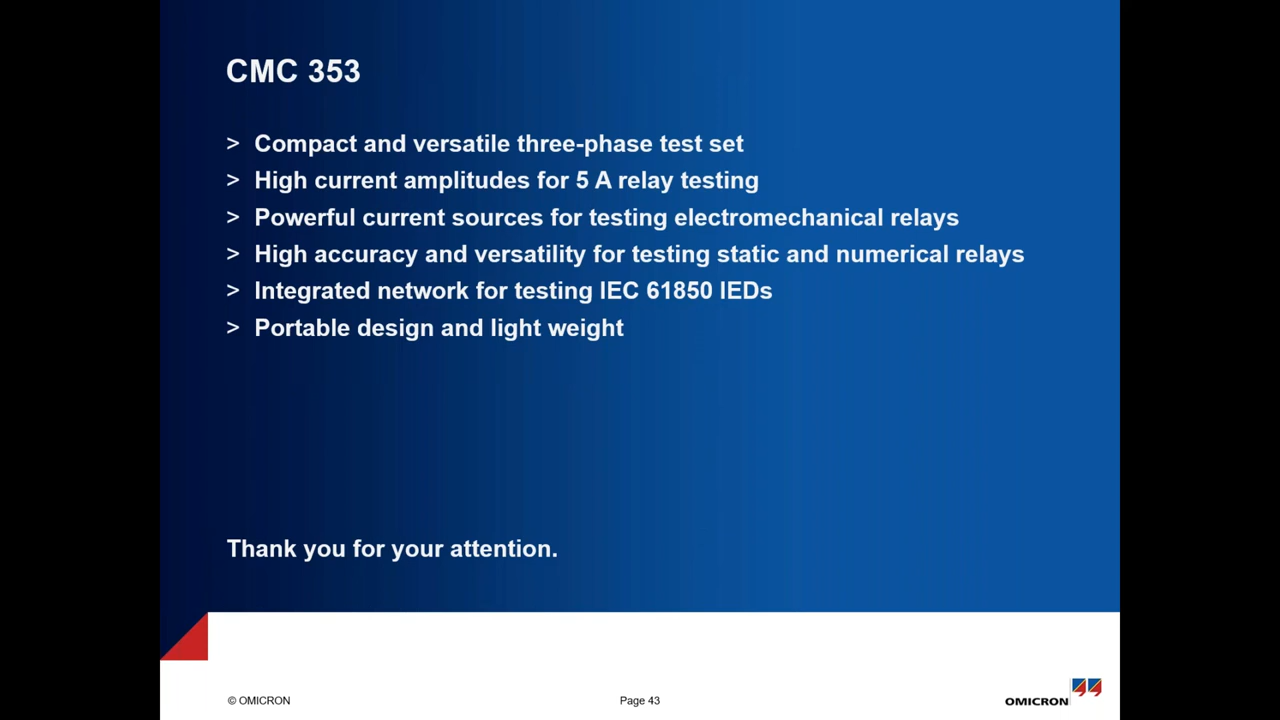 CMC 353
> Compact and versatile three-phase test set
> High current amplitudes for 5 A relay testing
> Powerful current sources for testing electromechanical relays
> High accuracy and versatility for testing static and numerical relays
> Integrated network for testing IEC 61850 IEDs
> Portable design and light weight
Thank you for your attention.
© OMICRON
Page 43
OMICRON